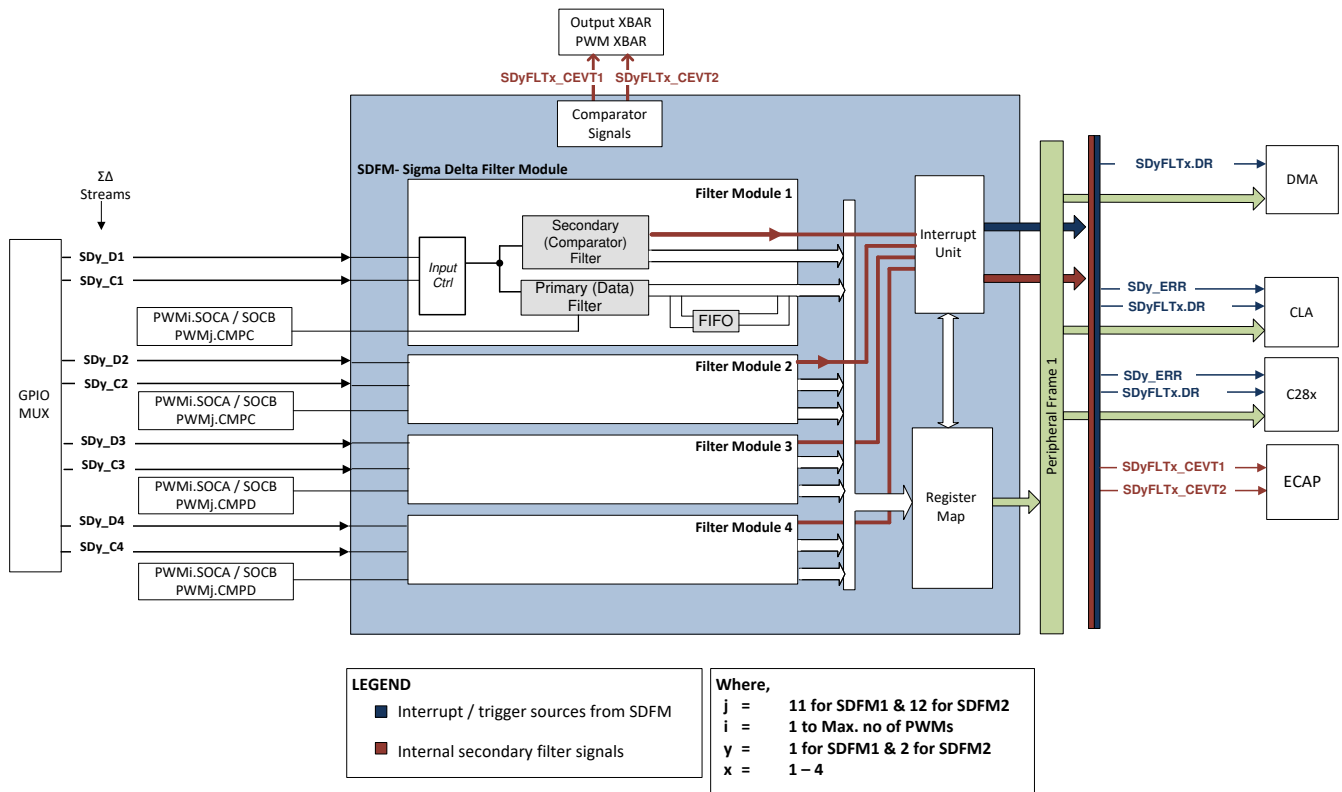 Output XBAR
PWM XBAR
SDyFLTx_CEVT1
SDyFLTx_CEVT2
Comparator
Signals
SDFM- Sigma Delta Filter Module
ΣΔ
Streams
GPIO
MUX
SDy_D1
SDy_C1
PWMi.SOCA / SOCB
PWMj.CMPC
SDy_D2
SDy_C2
PWMi.SOCA / SOCB
PWMj.CMPC
SDy_D3
SDy_C3
PWMi.SOCA / SOCB
PWMj.CMPD
SDy_D4
SDy_C4
PWMi.SOCA / SOCB
PWMj.CMPD
Filter Module 1
Input
Ctrl
Secondary
(Comparator)
Filter
Primary (Data)
Filter
FIFO
Filter Module 2
Filter Module 3
Filter Module 4
Interrupt
Unit
Register
Map
Peripheral Frame 1
SDyFLTx.DR
DMA
SDy_ERR
SDyFLTx.DR
CLA
SDy_ERR
SDyFLTx.DR
C28x
SDyFLTx_CEVT1
SDyFLTx_CEVT2
ECAP
LEGEND
Interrupt / trigger sources from SDFM
Internal secondary filter signals
Where,
j = 11 for SDFM1 & 12 for SDFM2
i = 1 to Max. no of PWMs
y = 1 for SDFM1 & 2 for SDFM2
x = 1 – 4